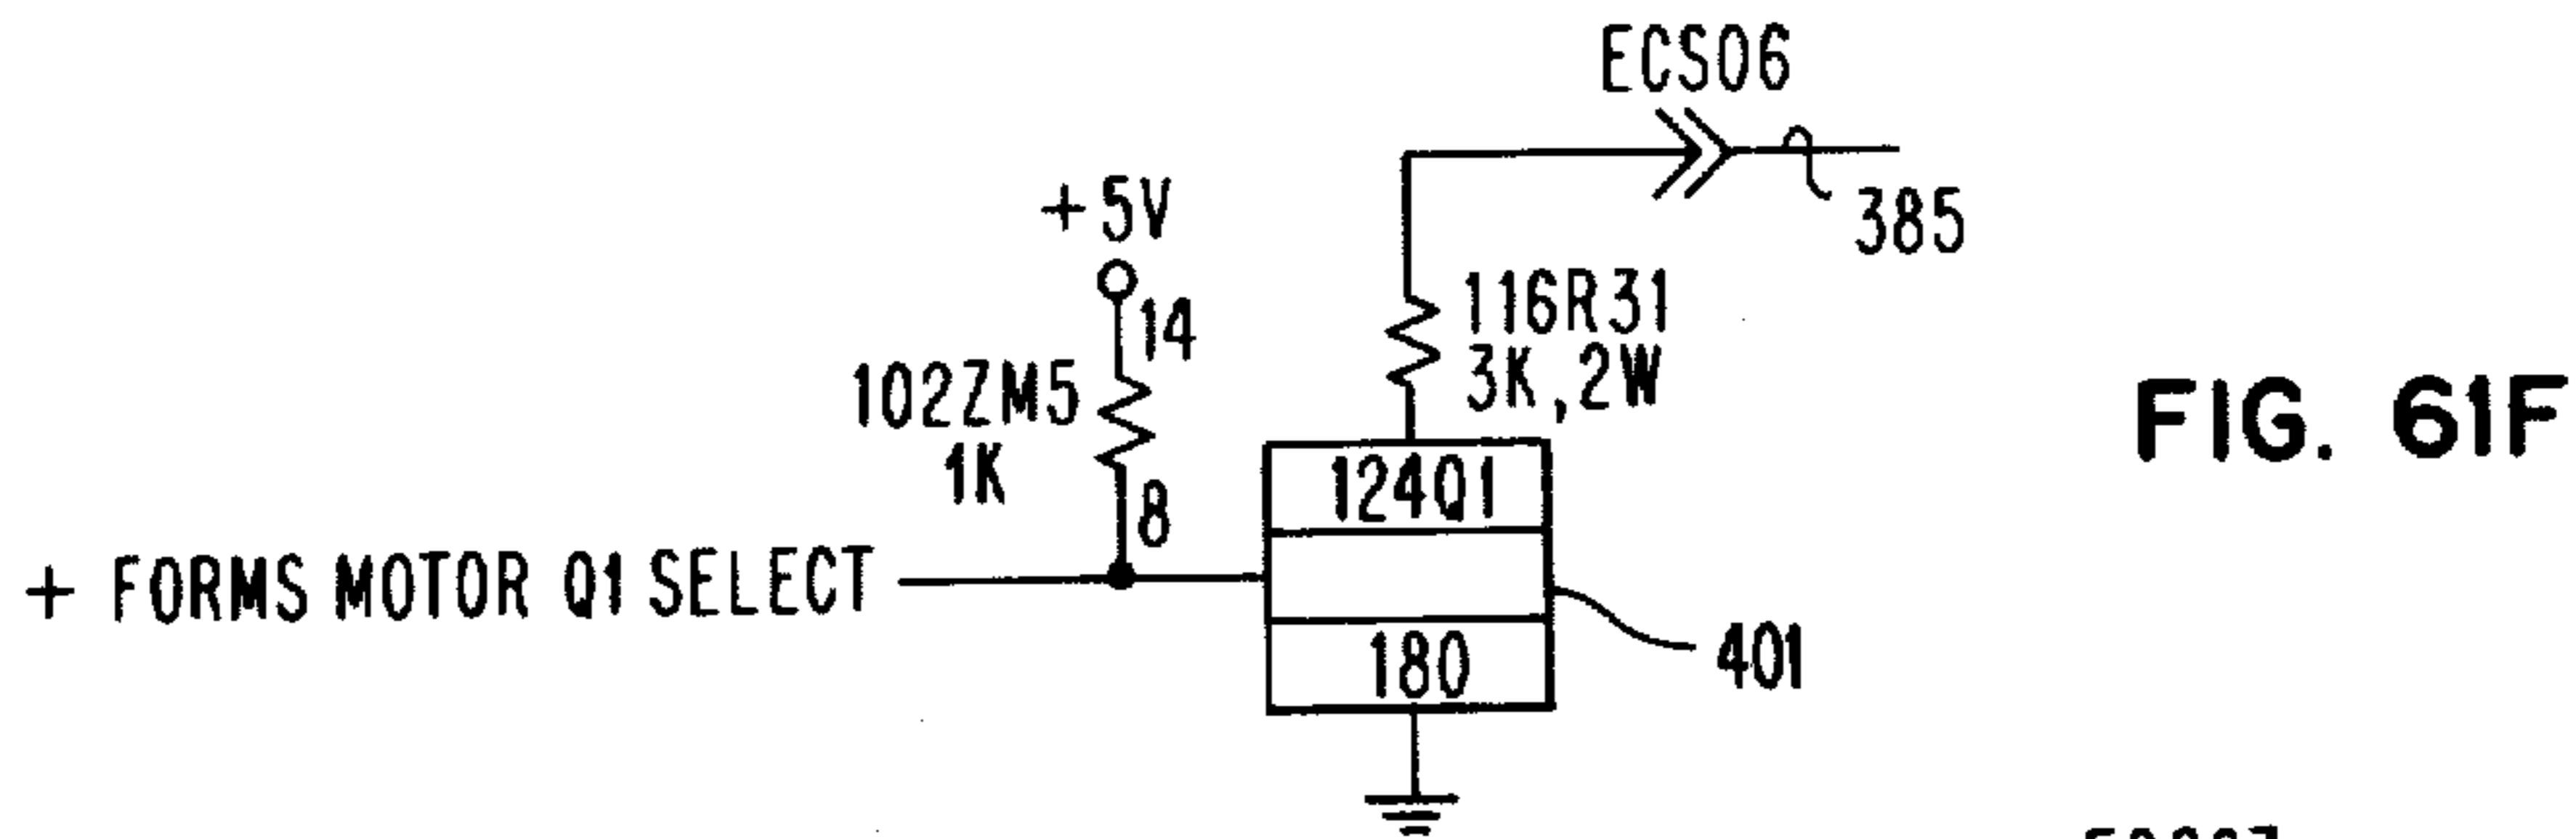 ECS06
385
+5V
14
116R31
3K,2W
102ZM5
1K
8
FIG. 61F
124Q1
+ FORMS MOTOR Q1 SELECT
180
401